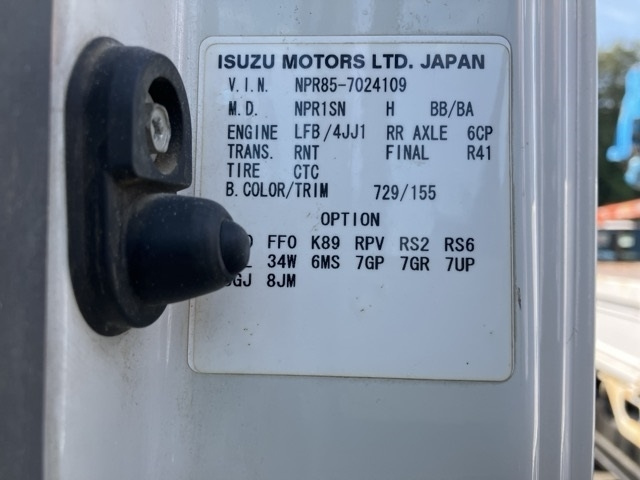 ISUZU MOTORS LTD. JAPAN
V.I.N. NPR85-7024109
M.D. NPR1SN H BB/BA
ENGINE LFB/4JJ1 RR AXLE 6CP
TRANS. RNT FINAL R41
TIRE CTC
B.COLOR/TRIM 729/155
OPTION
FF0 K89 RPV RS2 RS6
34W 6MS 7GP 7GR 7UP
8JM